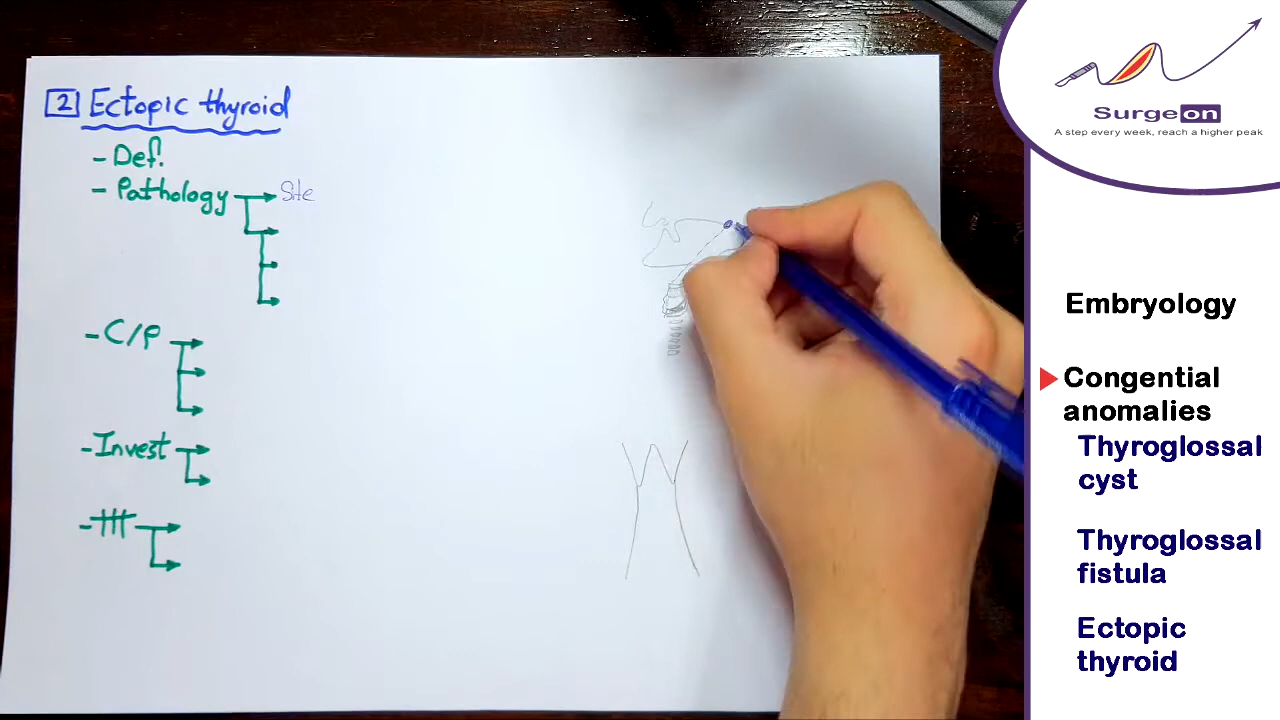 2 Ectopic thyroid
- Def.
- Pathology → Site
- C/P
- Invest
- ttt
Surgeon
A step every week, reach a higher peak
Embryology
Congential
anomalies
Thyroglossal
cyst
Thyroglossal
fistula
Ectopic
thyroid